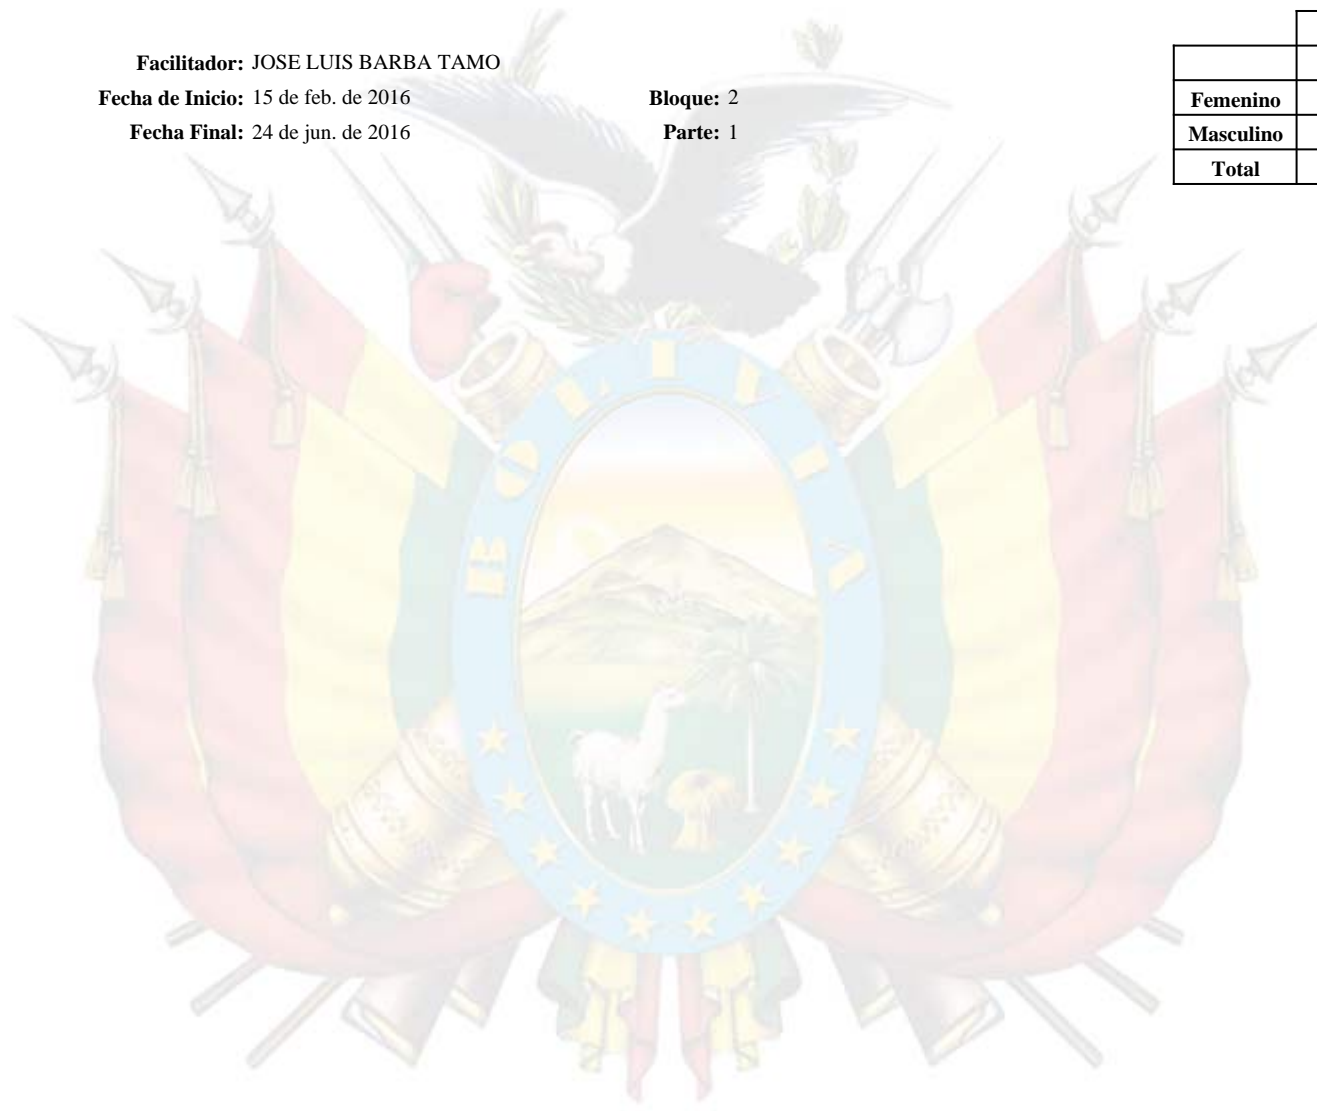 Facilitador: JOSE LUIS BARBA TAMO
Fecha de Inicio: 15 de feb. de 2016 Bloque: 2
Fecha Final: 24 de jun. de 2016 Parte: 1
Femenino
Masculino
Total
BOLIVIA